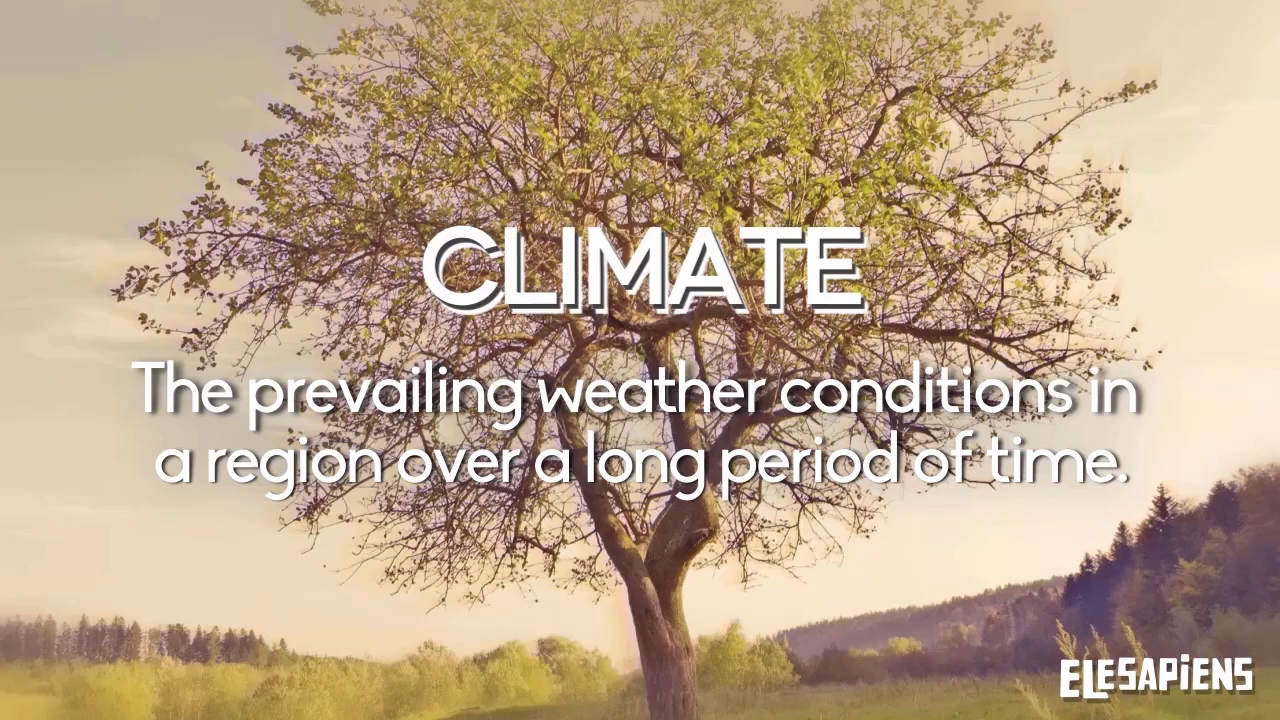 CLIMATE
The prevailing weather conditions in
a region over a long period of time.
ELESAPiENS